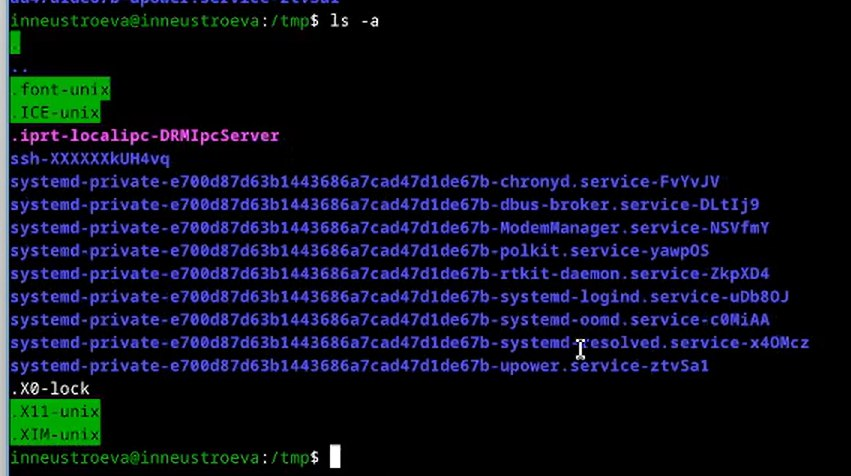 da47d1de67b-upower.service-ztvSa1
inneustroeva@inneustroeva:/tmp$ ls -a
.
..
.font-unix
.ICE-unix
.iprt-localipc-DRMIpcServer
ssh-XXXXXXkUH4vq
systemd-private-e700d87d63b1443686a7cad47d1de67b-chronyd.service-FvYvJV
systemd-private-e700d87d63b1443686a7cad47d1de67b-dbus-broker.service-DLtIj9
systemd-private-e700d87d63b1443686a7cad47d1de67b-ModemManager.service-NSVfmY
systemd-private-e700d87d63b1443686a7cad47d1de67b-polkit.service-yawpOS
systemd-private-e700d87d63b1443686a7cad47d1de67b-rtkit-daemon.service-ZkpXD4
systemd-private-e700d87d63b1443686a7cad47d1de67b-systemd-logind.service-uDb8OJ
systemd-private-e700d87d63b1443686a7cad47d1de67b-systemd-oomd.service-c0MiAA
systemd-private-e700d87d63b1443686a7cad47d1de67b-systemd-resolved.service-x4OMcz
systemd-private-e700d87d63b1443686a7cad47d1de67b-upower.service-ztvSa1
.X0-lock
.X11-unix
.XIM-unix
inneustroeva@inneustroeva:/tmp$